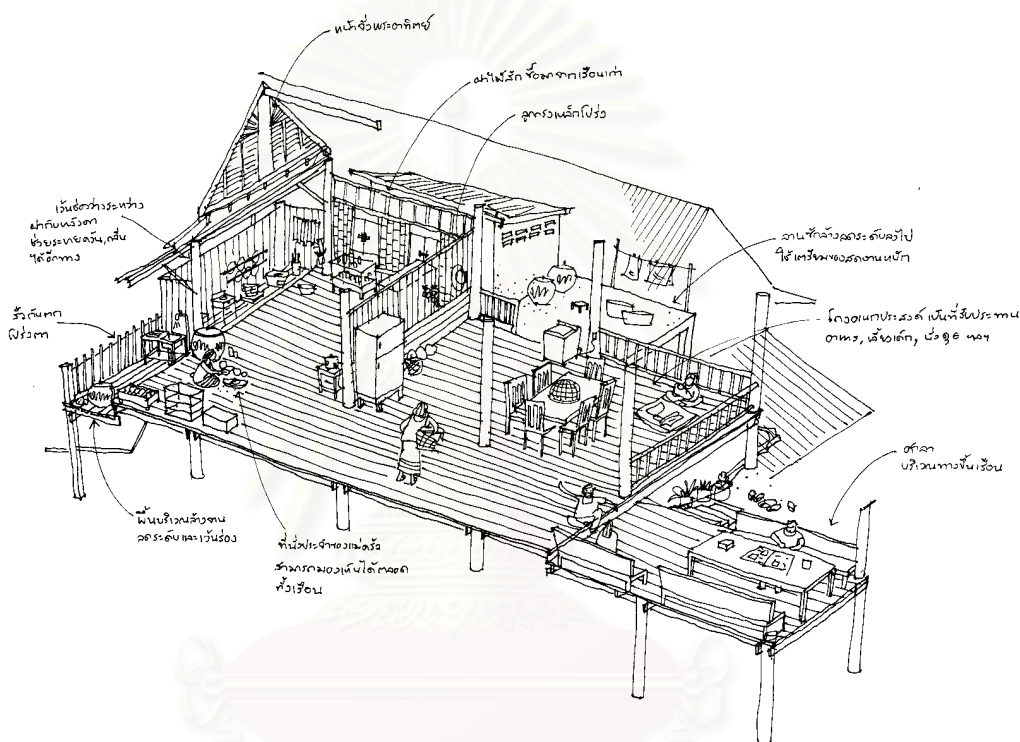 หน้าจั่วพระอาทิตย์
ฝาไม้สัก ซื้อมาจากเรือนเก่า
ลูกกรงเหล็กโปร่ง
เว้นช่องว่างระหว่าง
ฝากับหลังคา
ช่วยระบายควัน, กลิ่น
ได้อีกทาง
รั้วกันตก
โปร่งตา
ลานซักล้างลดระดับลงไป
ใช้เตรียมของสดงานหนัก
โถงอเนกประสงค์ เป็นที่รับประทาน
อาหาร, เลี้ยงเด็ก, นั่งดูทีวี ฯลฯ
ศาลา
บริเวณทางขึ้นเรือน
พื้นบริเวณล้างจาน
ลดระดับและเว้นร่อง
ที่นั่งประจำของแม่ครัว
สามารถมองเห็นได้ตลอด
ทั้งเรือน